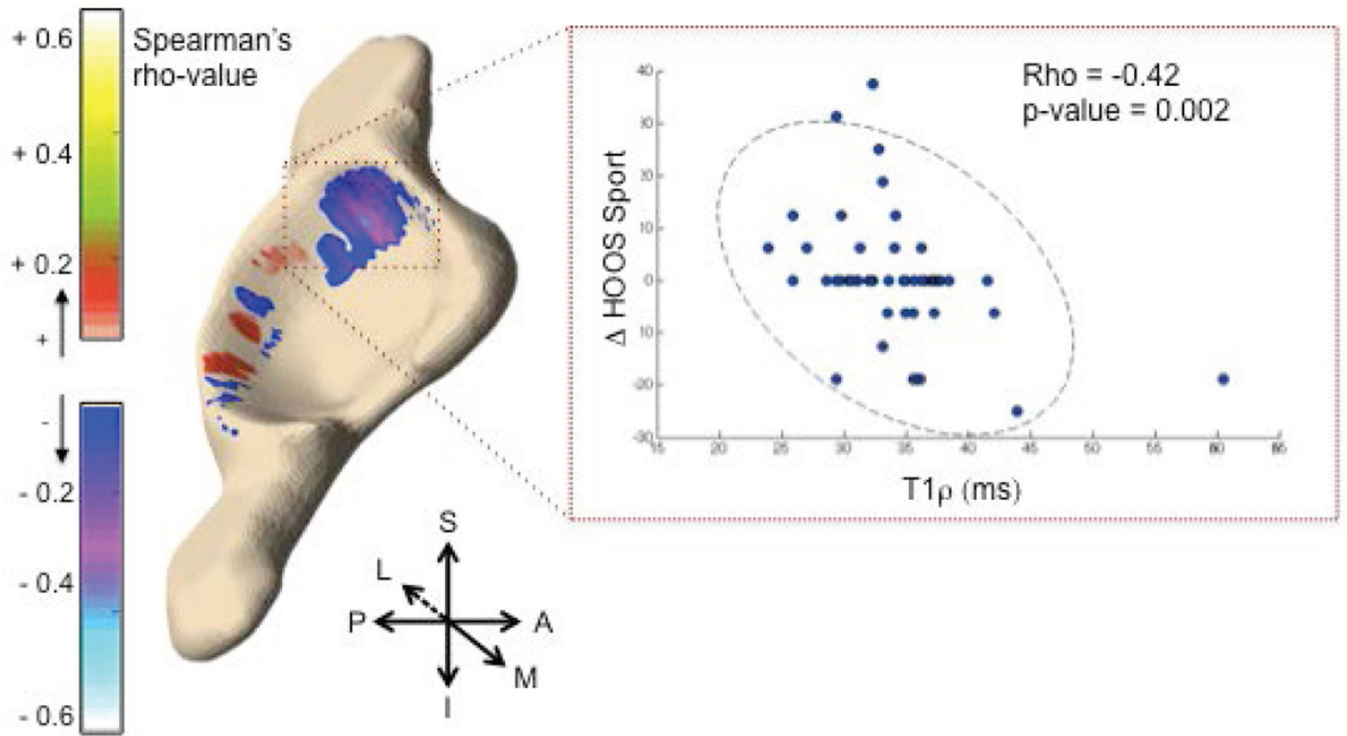 + 0.6
+ 0.4
+ 0.2
+
-
- 0.2
- 0.4
- 0.6
Spearman's
rho-value
S
L
P
A
M
I
Rho = -0.42
p-value = 0.002
Δ HOOS Sport
40
30
20
10
0
10
-20
-30
15
20
25
30
35
40
45
50
55
60
65
T1ρ (ms)